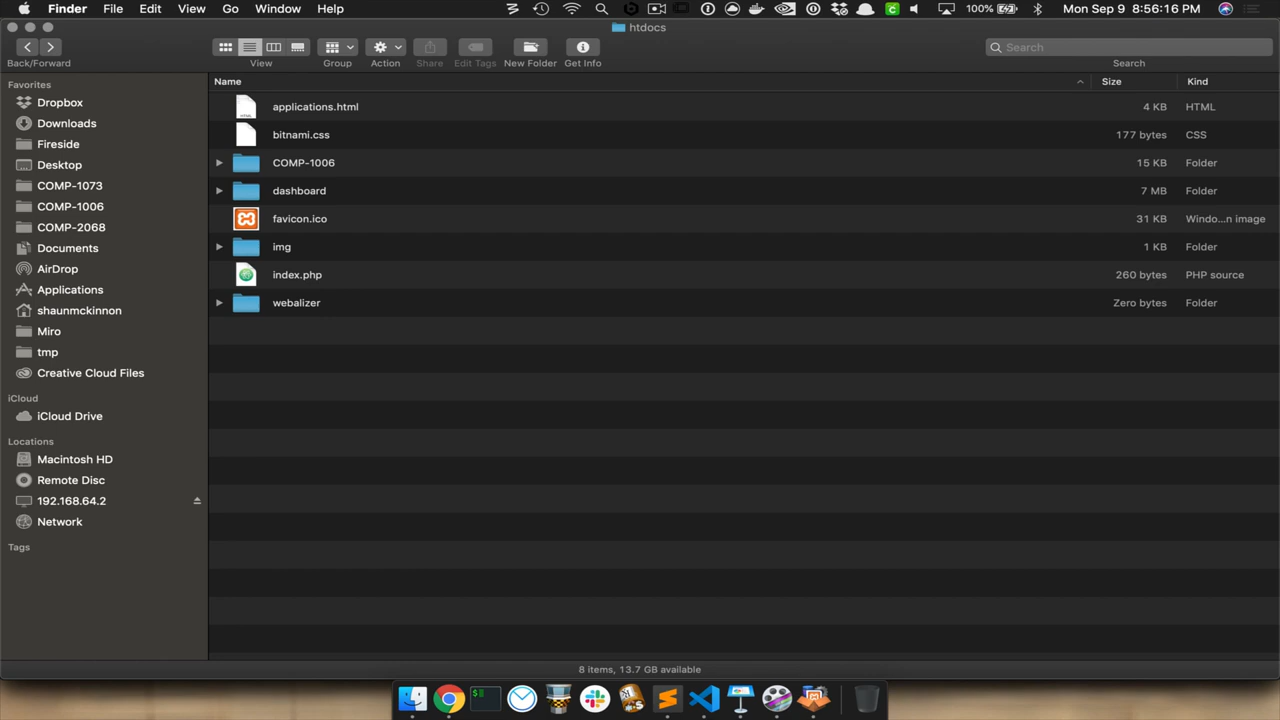 Finder File Edit View Go Window Help 100% Mon Sep 9 8:56:16 PM
htdocs
Back/Forward View Group Action Share Edit Tags New Folder Get Info Search
Search
Favorites
Dropbox
Downloads
Fireside
Desktop
COMP-1073
COMP-1006
COMP-2068
Documents
AirDrop
Applications
shaunmckinnon
Miro
tmp
Creative Cloud Files
iCloud
iCloud Drive
Locations
Macintosh HD
Remote Disc
192.168.64.2
Network
Tags
Name Size Kind
applications.html 4 KB HTML
bitnami.css 177 bytes CSS
COMP-1006 15 KB Folder
dashboard 7 MB Folder
favicon.ico 31 KB Windo...n image
img 1 KB Folder
index.php 260 bytes PHP source
webalizer Zero bytes Folder
8 items, 13.7 GB available